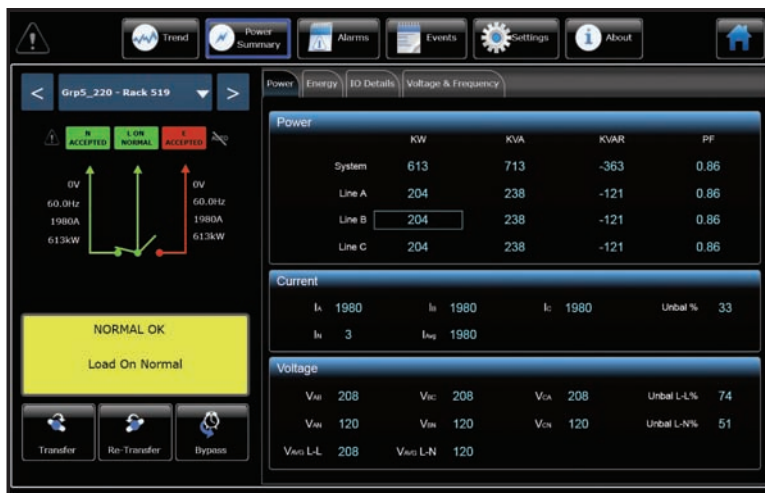 Trend
Power Summary
Alarms
Events
Settings
i About
< Grp5_220 - Rack 519 >
Power Energy IO Details Voltage & Frequency
N ACCEPTED
L ON NORMAL
E ACCEPTED
0V 0V
60.0Hz 60.0Hz
1980A 1980A
613kW 613kW
NORMAL OK
Load On Normal
Transfer Re-Transfer Bypass
Power
KW KVA KVAR PF
System 613 713 -363 0.86
Line A 204 238 -121 0.86
Line B 204 238 -121 0.86
Line C 204 238 -121 0.86
Current
IA 1980 IB 1980 IC 1980 Unbal % 33
IN 3 IAvg 1980
Voltage
VAB 208 VBC 208 VCA 208 Unbal L-L% 74
VAN 120 VBN 120 VCN 120 Unbal L-N% 51
VAVG L-L 208 VAVG L-N 120